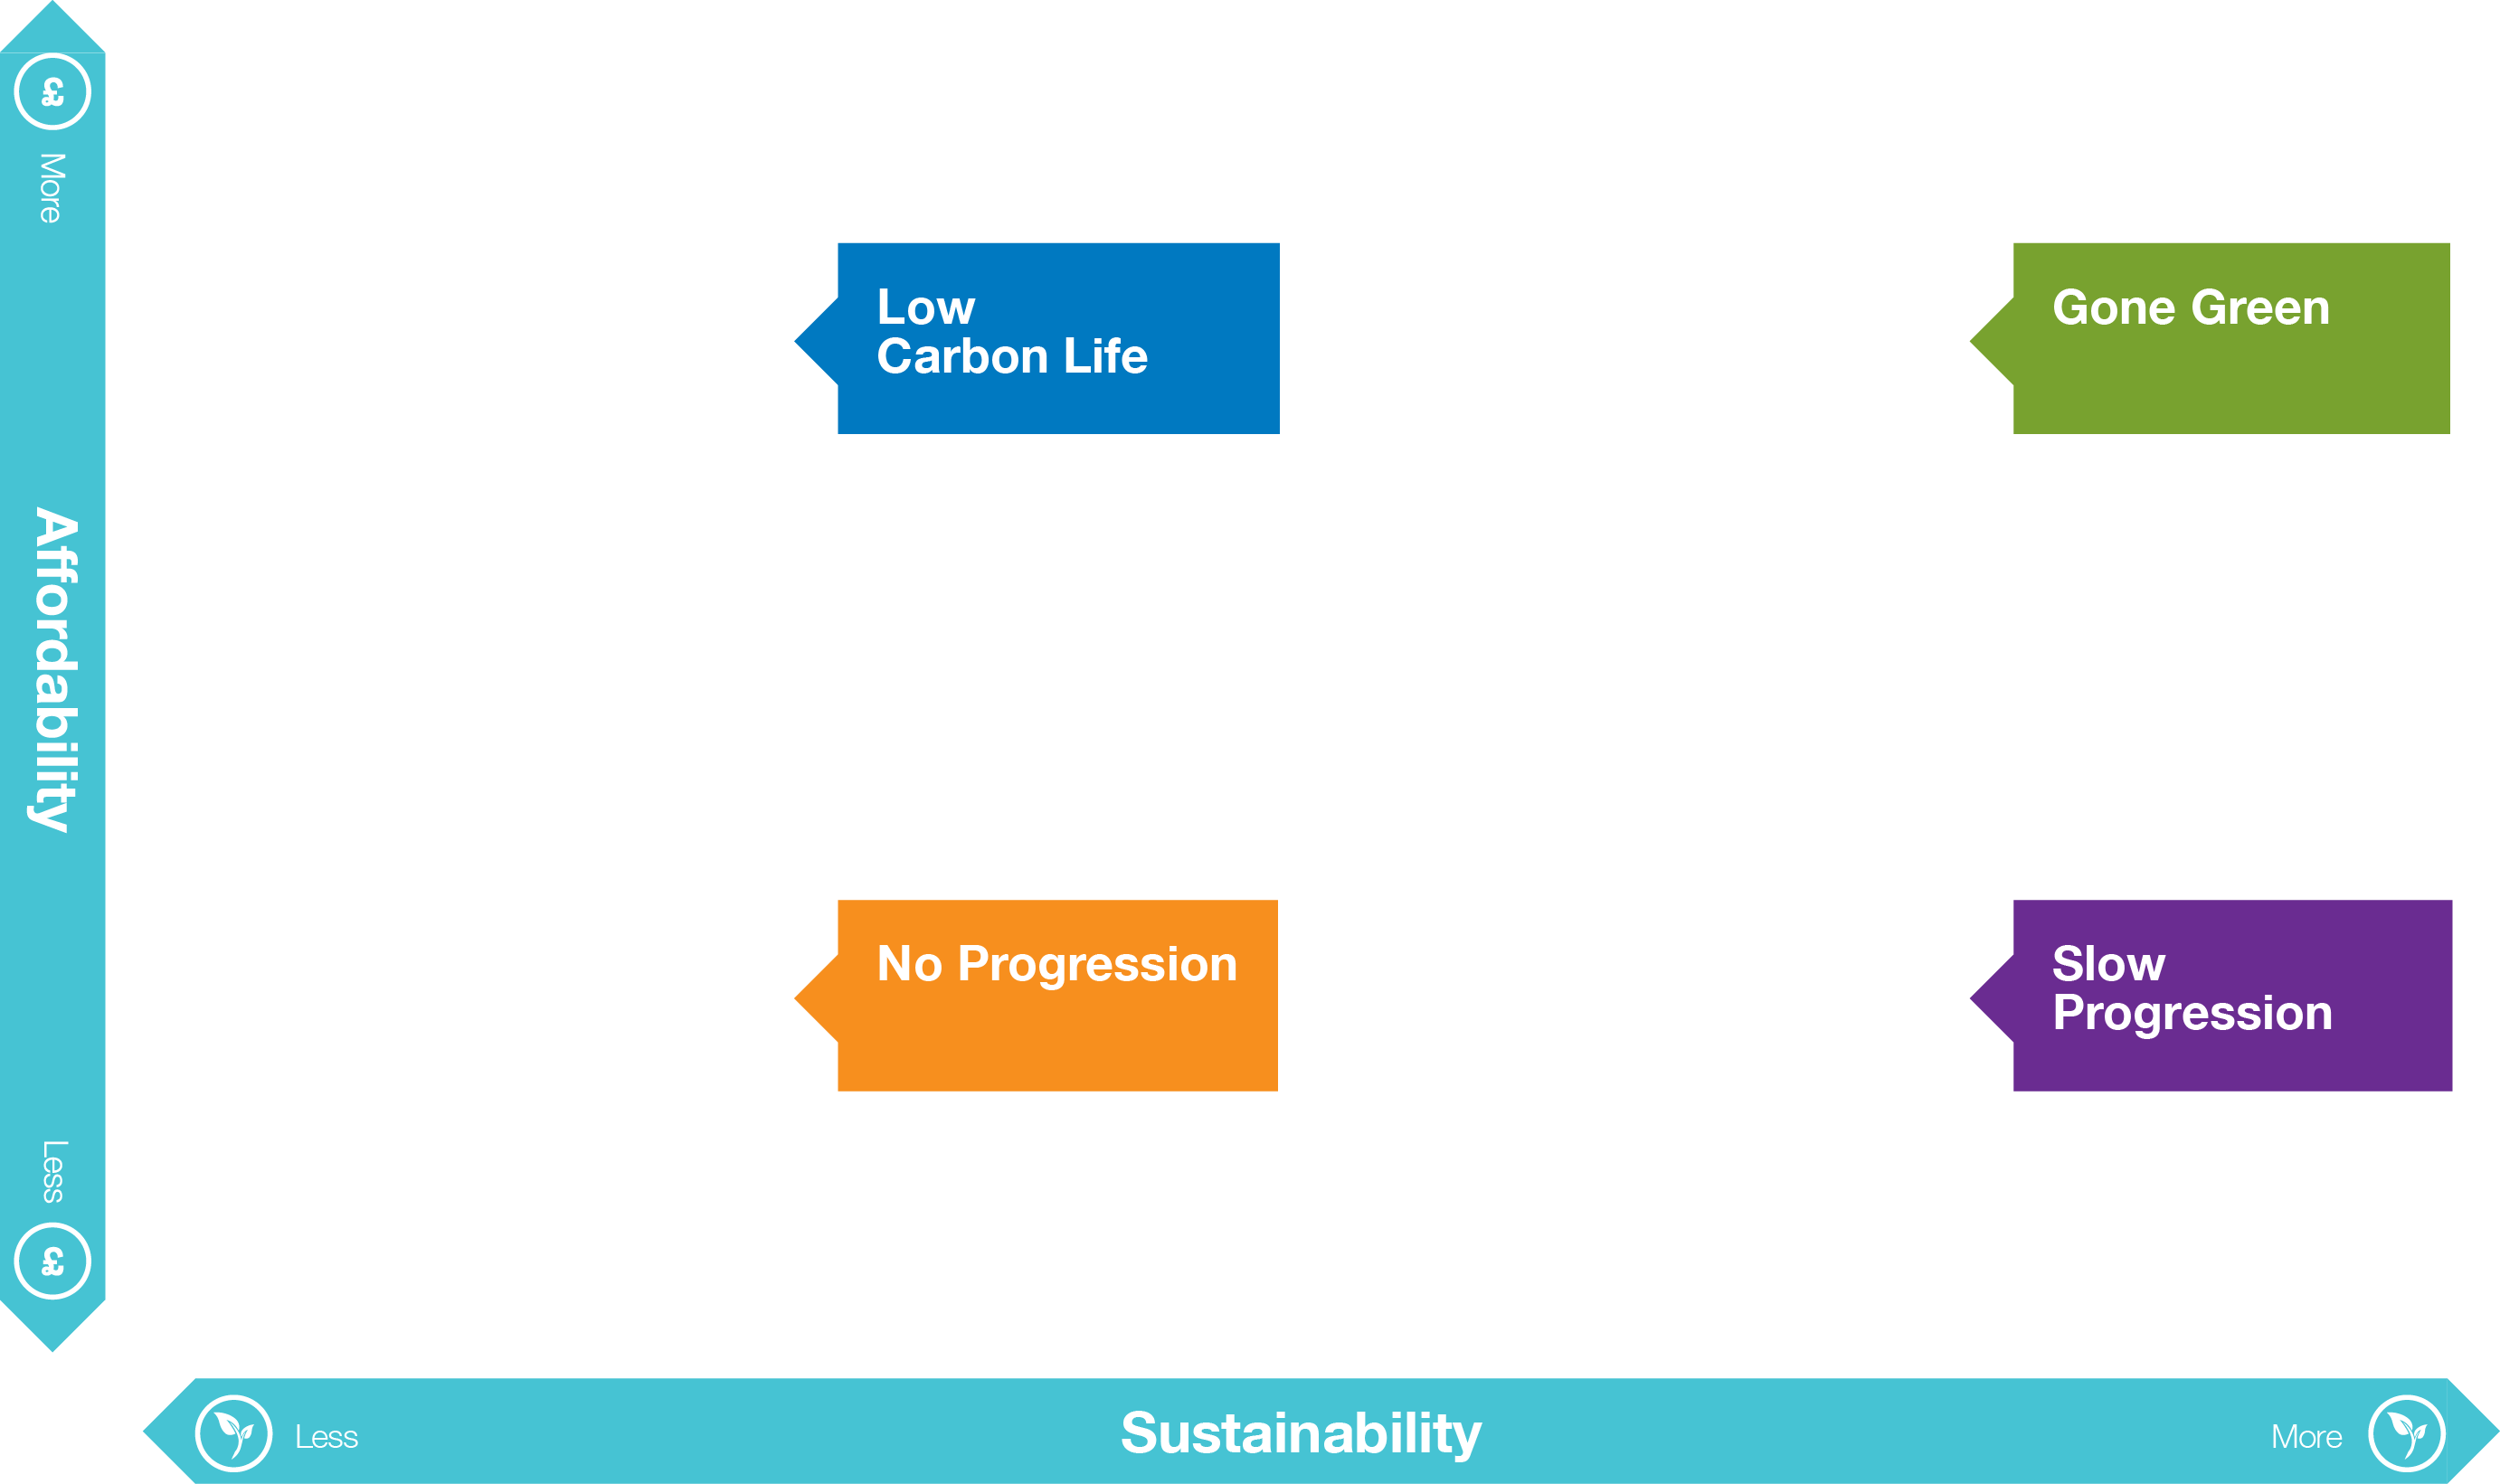 £
More
Low
Carbon Life
Gone Green
Affordability
No Progression
Slow
Progression
Less
£
Less
Sustainability
More